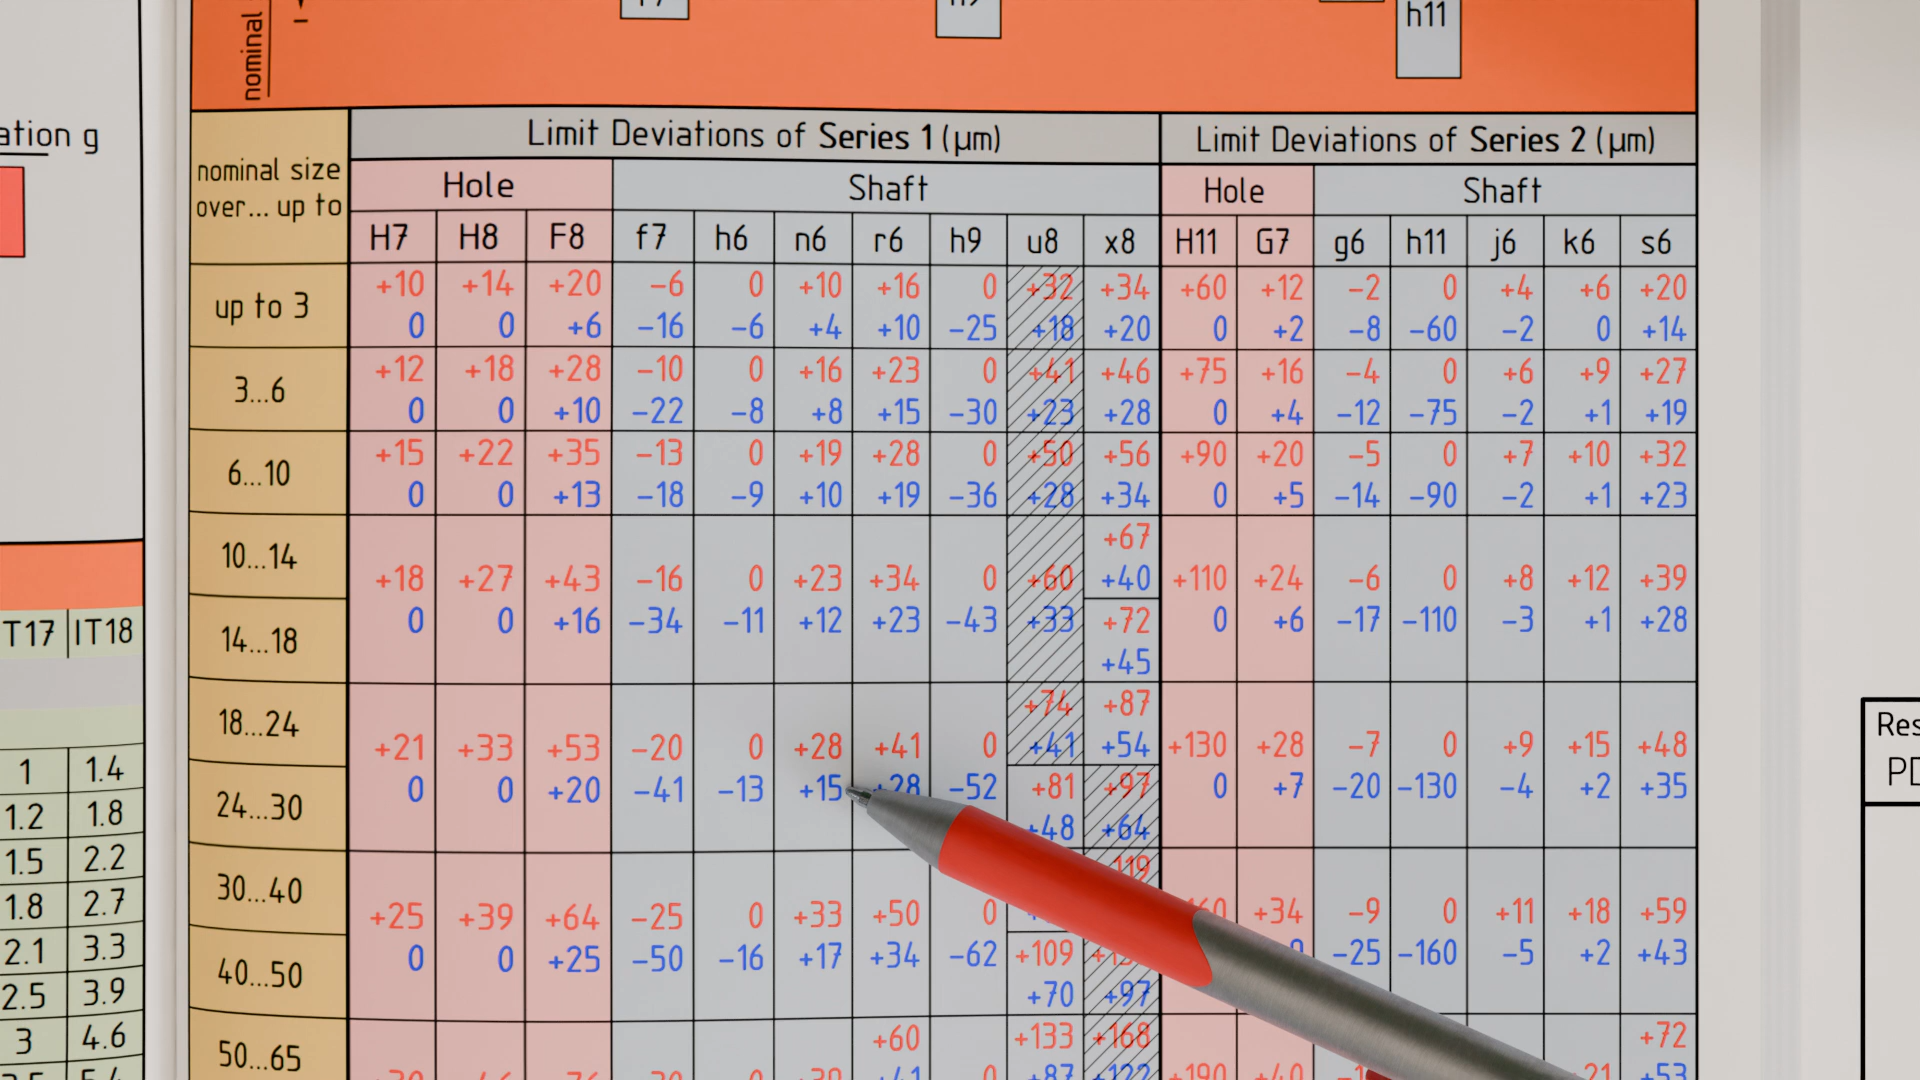 nominal
h11
ation g
Limit Deviations of Series 1 (µm)
Limit Deviations of Series 2 (µm)
nominal size
over... up to
Hole
Shaft
Hole
Shaft
H7 H8 F8 f7 h6 n6 r6 h9 u8 x8 H11 G7 g6 h11 j6 k6 s6
up to 3
+10 +14 +20 −6 0 +10 +16 0 +32 +34 +60 +12 −2 0 +4 +6 +20
0 0 +6 −16 −6 +4 +10 −25 +18 +20 0 +2 −8 −60 −2 0 +14
3...6
+12 +18 +28 −10 0 +16 +23 0 +41 +46 +75 +16 −4 0 +6 +9 +27
0 0 +10 −22 −8 +8 +15 −30 +23 +28 0 +4 −12 −75 −2 +1 +19
6...10
+15 +22 +35 −13 0 +19 +28 0 +50 +56 +90 +20 −5 0 +7 +10 +32
0 0 +13 −18 −9 +10 +19 −36 +28 +34 0 +5 −14 −90 −2 +1 +23
10...14
+67
+18 +27 +43 −16 0 +23 +34 0 +60 +40 +110 +24 −6 0 +8 +12 +39
14...18
0 0 +16 −34 −11 +12 +23 −43 +33 +72 0 +6 −17 −110 −3 +1 +28
+45
18...24
+74 +87
+21 +33 +53 −20 0 +28 +41 0 +41 +54 +130 +28 −7 0 +9 +15 +48
24...30
0 0 +20 −41 −13 +15 +28 −52 +81 +97 0 +7 −20 −130 −4 +2 +35
+48 +64
30...40
119
+25 +39 +64 −25 0 +33 +50 0 +34 −9 0 +11 +18 +59
40...50
0 0 +25 −50 −16 +17 +34 −62 +109 −25 −160 −5 +2 +43
+70 +97
50...65
+60 +133 +168 +72
+41 +87 +122 +190 +40 +53
T17 IT18
1 1.4
1.2 1.8
1.5 2.2
1.8 2.7
2.1 3.3
2.5 3.9
3 4.6
Res